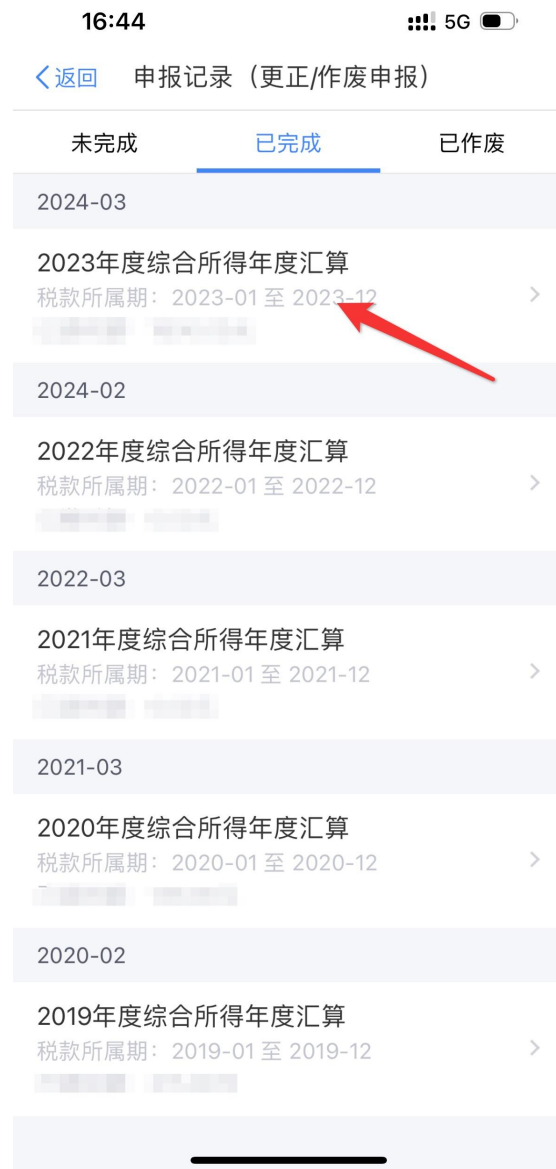 16:44 5G
返回 申报记录（更正/作废申报）
未完成 已完成 已作废
2024-03
2023年度综合所得年度汇算
税款所属期：2023-01 至 2023-12
2024-02
2022年度综合所得年度汇算
税款所属期：2022-01 至 2022-12
2022-03
2021年度综合所得年度汇算
税款所属期：2021-01 至 2021-12
2021-03
2020年度综合所得年度汇算
税款所属期：2020-01 至 2020-12
2020-02
2019年度综合所得年度汇算
税款所属期：2019-01 至 2019-12